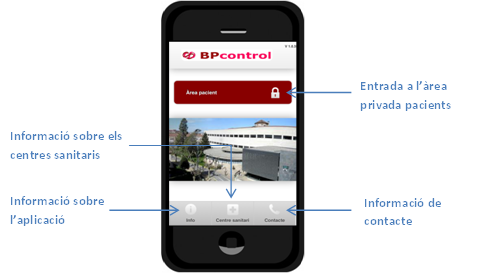 V 1.0.0
BPcontrol
Àrea pacient
Entrada a l'àrea
privada pacients
Informació sobre els
centres sanitaris
Informació sobre
l'aplicació
Informació de
contacte
Info
Centre sanitari
Contacte